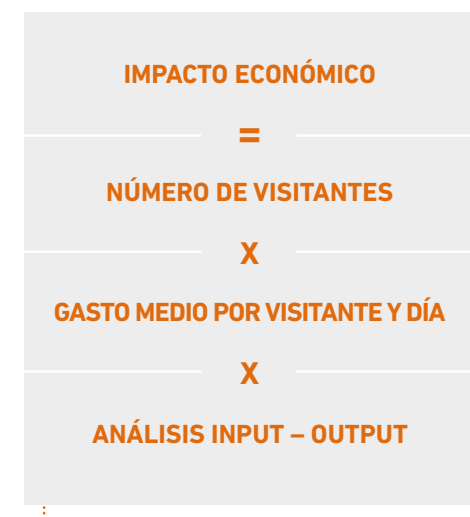 IMPACTO ECONÓMICO
=
NÚMERO DE VISITANTES
X
GASTO MEDIO POR VISITANTE Y DÍA
X
ANÁLISIS INPUT – OUTPUT
: